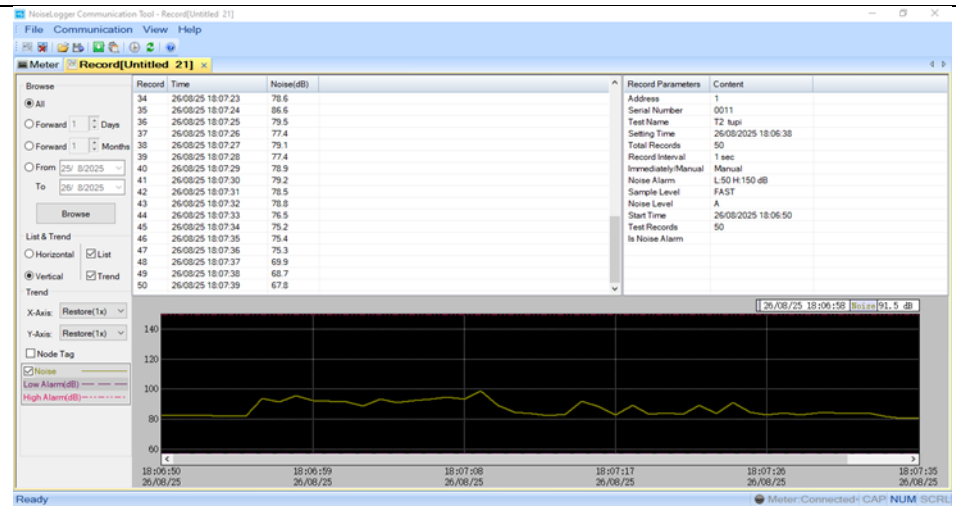 NoiseLogger Communication Tool - Record[Untitled 21]
File Communication View Help
Meter Record[Untitled 21] ×
Browse
All
Forward 1 Days
Forward 1 Months
From 25/ 8/2025
To 26/ 8/2025
Browse
List & Trend
Horizontal List
Vertical Trend
Trend
X-Axis: Restore(1x)
Y-Axis: Restore(1x)
Node Tag
Noise
Low Alarm(dB)
High Alarm(dB)
Record Time Noise(dB)
34 26/08/25 18:07:23 78.6
35 26/08/25 18:07:24 86.6
36 26/08/25 18:07:25 79.5
37 26/08/25 18:07:26 77.4
38 26/08/25 18:07:27 79.1
39 26/08/25 18:07:28 77.4
40 26/08/25 18:07:29 78.9
41 26/08/25 18:07:30 79.2
42 26/08/25 18:07:31 78.5
43 26/08/25 18:07:32 78.8
44 26/08/25 18:07:33 76.5
45 26/08/25 18:07:34 75.2
46 26/08/25 18:07:35 75.4
47 26/08/25 18:07:36 75.3
48 26/08/25 18:07:37 69.9
49 26/08/25 18:07:38 68.7
50 26/08/25 18:07:39 67.8
Record Parameters Content
Address 1
Serial Number 0011
Test Name T2 tupi
Setting Time 26/08/2025 18:06:38
Total Records 50
Record Interval 1 sec
Immediately/Manual Manual
Noise Alarm L:50 H:150 dB
Sample Level FAST
Noise Level A
Start Time 26/08/2025 18:06:50
Test Records 50
Is Noise Alarm
26/08/25 18:06:58 Noise 91.5 dB
140
120
100
80
60
18:06:50 18:06:59 18:07:08 18:07:17 18:07:26 18:07:35
26/08/25 26/08/25 26/08/25 26/08/25 26/08/25 26/08/25
Ready Meter:Connected CAP NUM SCRL